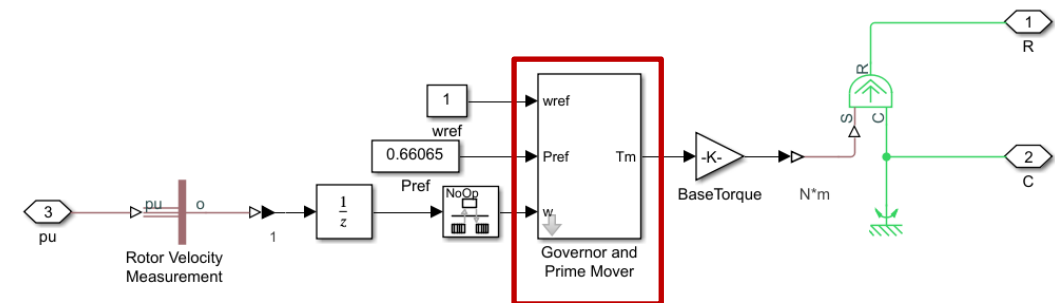 1
R
R
S
C
1
wref
wref
0.66065
Pref
Pref
Tm
-K-
BaseTorque
N*m
2
C
3
pu
pu
o
Rotor Velocity
Measurement
1
1
z
NoOp
w
Governor and
Prime Mover